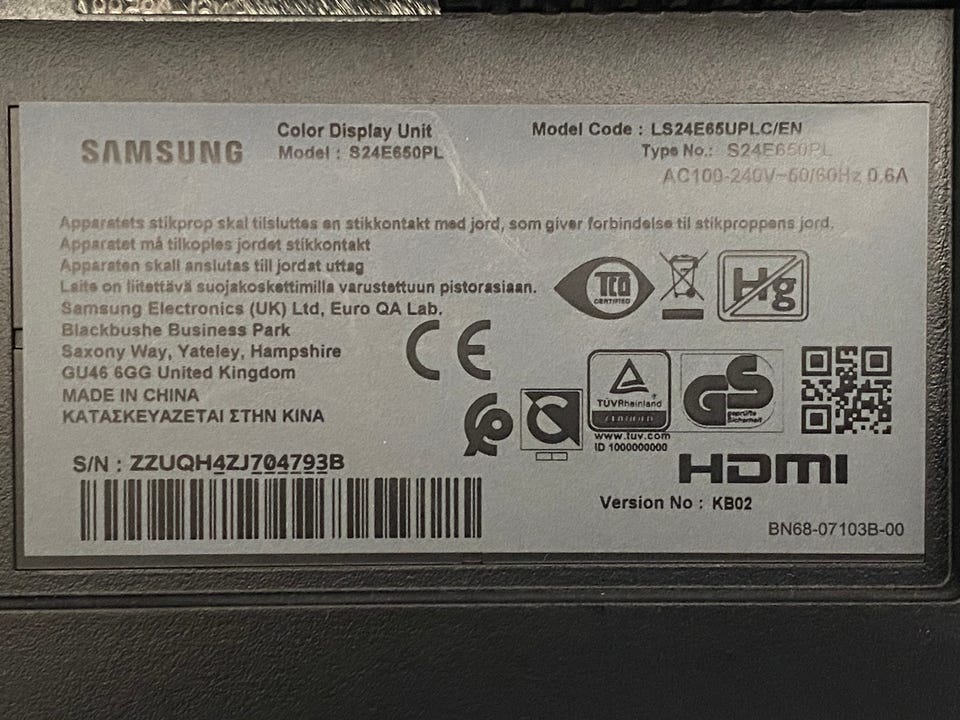 SAMSUNG
Color Display Unit
Model : S24E650PL
Model Code : LS24E65UPLC/EN
Type No.: S24E650PL
AC100-240V~50/60Hz 0.6A
Apparatets stikprop skal tilsluttes en stikkontakt med jord, som giver forbindelse til stikproppens jord.
Apparatet må tilkoples jordet stikkontakt
Apparaten skall anslutas till jordat uttag
Laite on liitettävä suojakoskettimilla varustettuun pistorasiaan.
Samsung Electronics (UK) Ltd, Euro QA Lab.
Blackbushe Business Park
Saxony Way, Yateley, Hampshire
GU46 6GG United Kingdom
MADE IN CHINA
ΚΑΤΑΣΚΕΥΑΖΕΤΑΙ ΣΤΗΝ ΚΙΝΑ
TCO
CERTIFIED
Hg
CE
TÜVRheinland
CERTIFIED
www.tuv.com
ID 1000000000
GS
geprüfte
Sicherheit
HDMI
S/N : ZZUQH4ZJ704793B
Version No : KB02
BN68-07103B-00